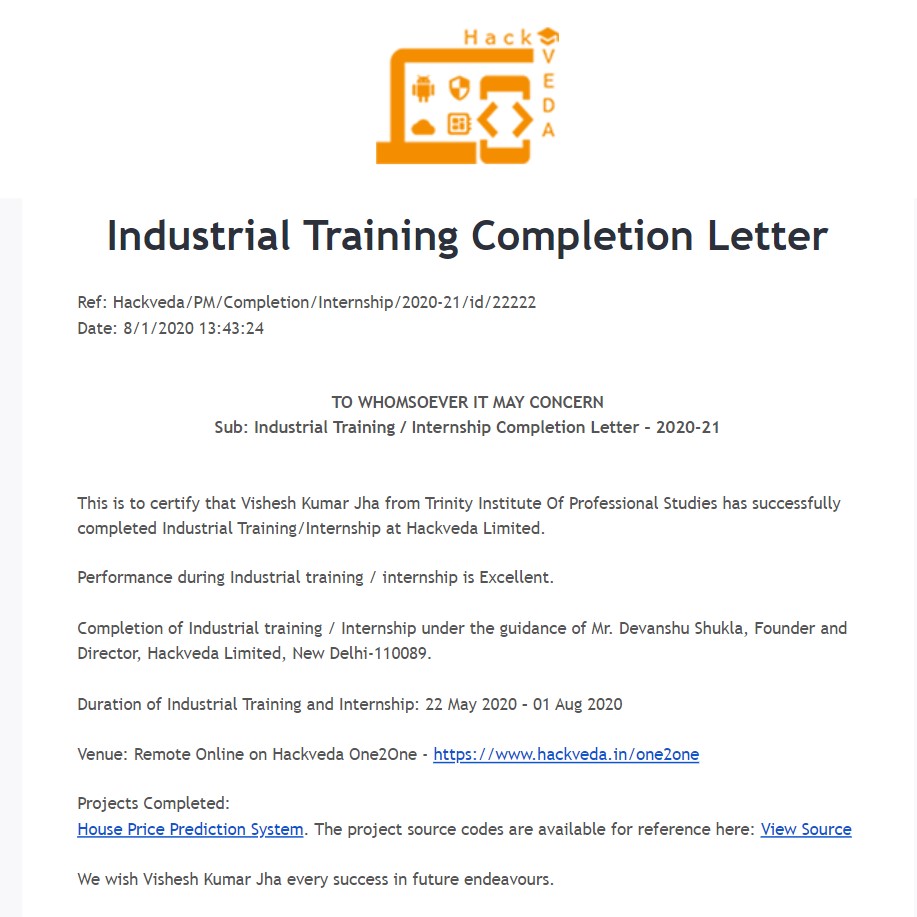 Hack
VEDA
Industrial Training Completion Letter
Ref: Hackveda/PM/Completion/Internship/2020-21/id/22222
Date: 8/1/2020 13:43:24
TO WHOMSOEVER IT MAY CONCERN
Sub: Industrial Training / Internship Completion Letter – 2020-21
This is to certify that Vishesh Kumar Jha from Trinity Institute Of Professional Studies has successfully
completed Industrial Training/Internship at Hackveda Limited.
Performance during Industrial training / internship is Excellent.
Completion of Industrial training / Internship under the guidance of Mr. Devanshu Shukla, Founder and
Director, Hackveda Limited, New Delhi-110089.
Duration of Industrial Training and Internship: 22 May 2020 – 01 Aug 2020
Venue: Remote Online on Hackveda One2One - https://www.hackveda.in/one2one
Projects Completed:
House Price Prediction System. The project source codes are available for reference here: View Source
We wish Vishesh Kumar Jha every success in future endeavours.